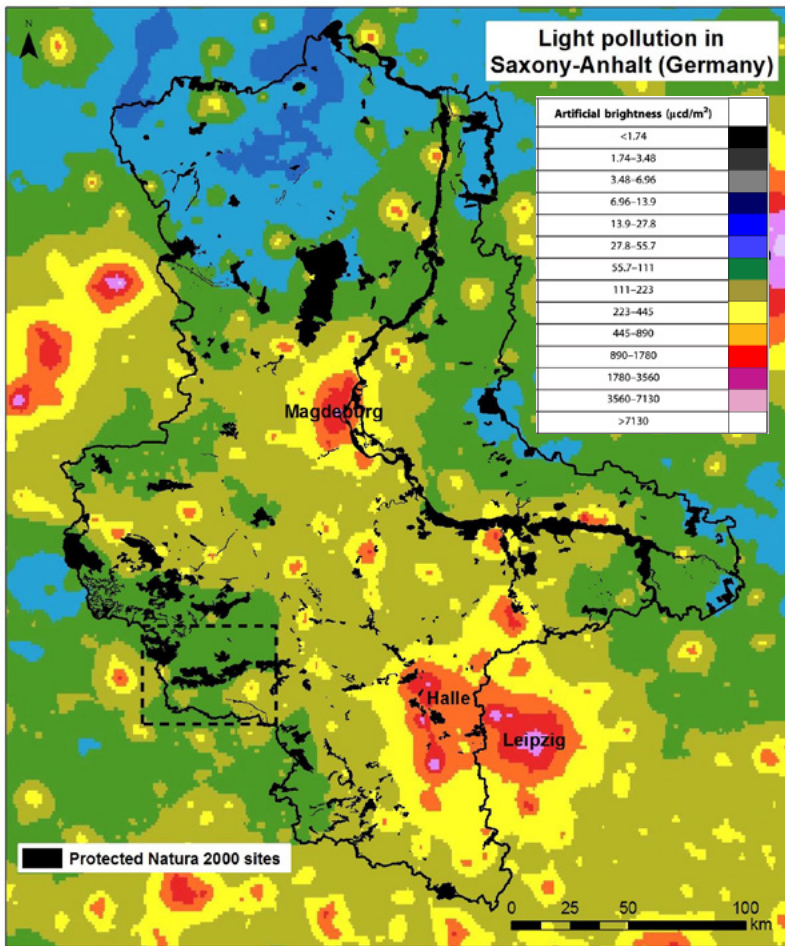 N
Light pollution in
Saxony-Anhalt (Germany)
Artificial brightness (μcd/m²)
<1.74
1.74–3.48
3.48–6.96
6.96–13.9
13.9–27.8
27.8–55.7
55.7–111
111–223
223–445
445–890
890–1780
1780–3560
3560–7130
>7130
Magdeburg
Halle
Leipzig
Protected Natura 2000 sites
0 25 50 100
km